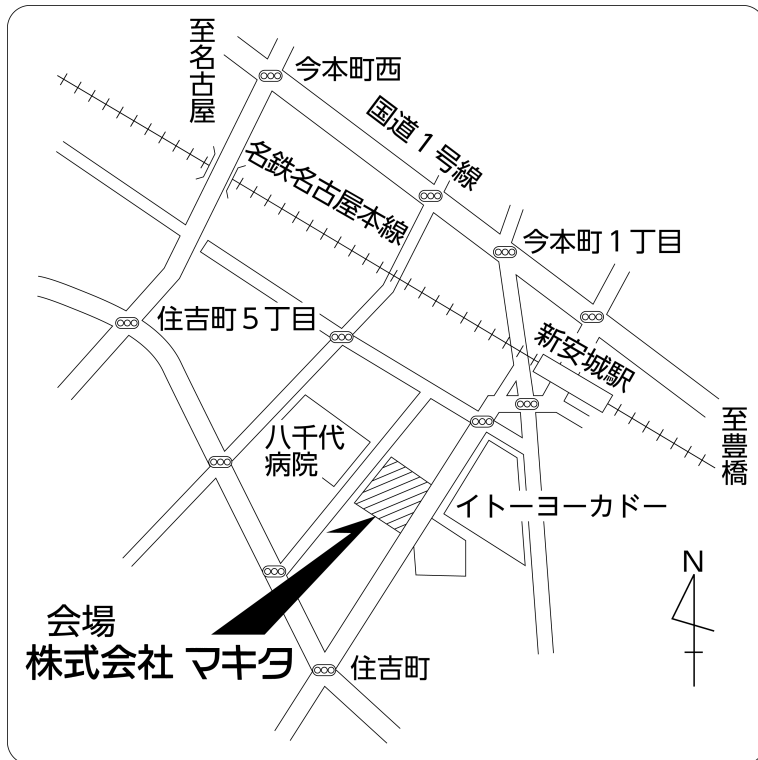 至名古屋
今本町西
国道1号線
名鉄名古屋本線
今本町1丁目
住吉町5丁目
新安城駅
至豊橋
八千代
病院
イトーヨーカドー
N
会場
株式会社 マキタ
住吉町